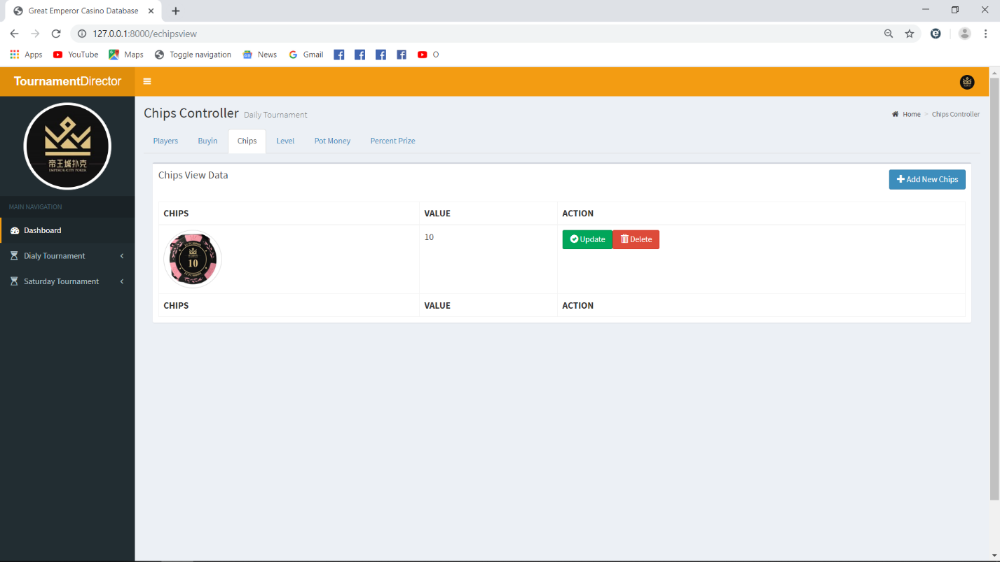 Great Emperor Casino Database
127.0.0.1:8000/echipsview
Apps YouTube Maps Toggle navigation News Gmail O
TournamentDirector
帝王城扑克
EMPEROR CITY POKER
MAIN NAVIGATION
Dashboard
Dialy Tournament
Saturday Tournament
Chips Controller Daily Tournament
Home > Chips Controller
Players Buyin Chips Level Pot Money Percent Prize
Chips View Data
Add New Chips
CHIPS VALUE ACTION
10
10 Update Delete
CHIPS VALUE ACTION